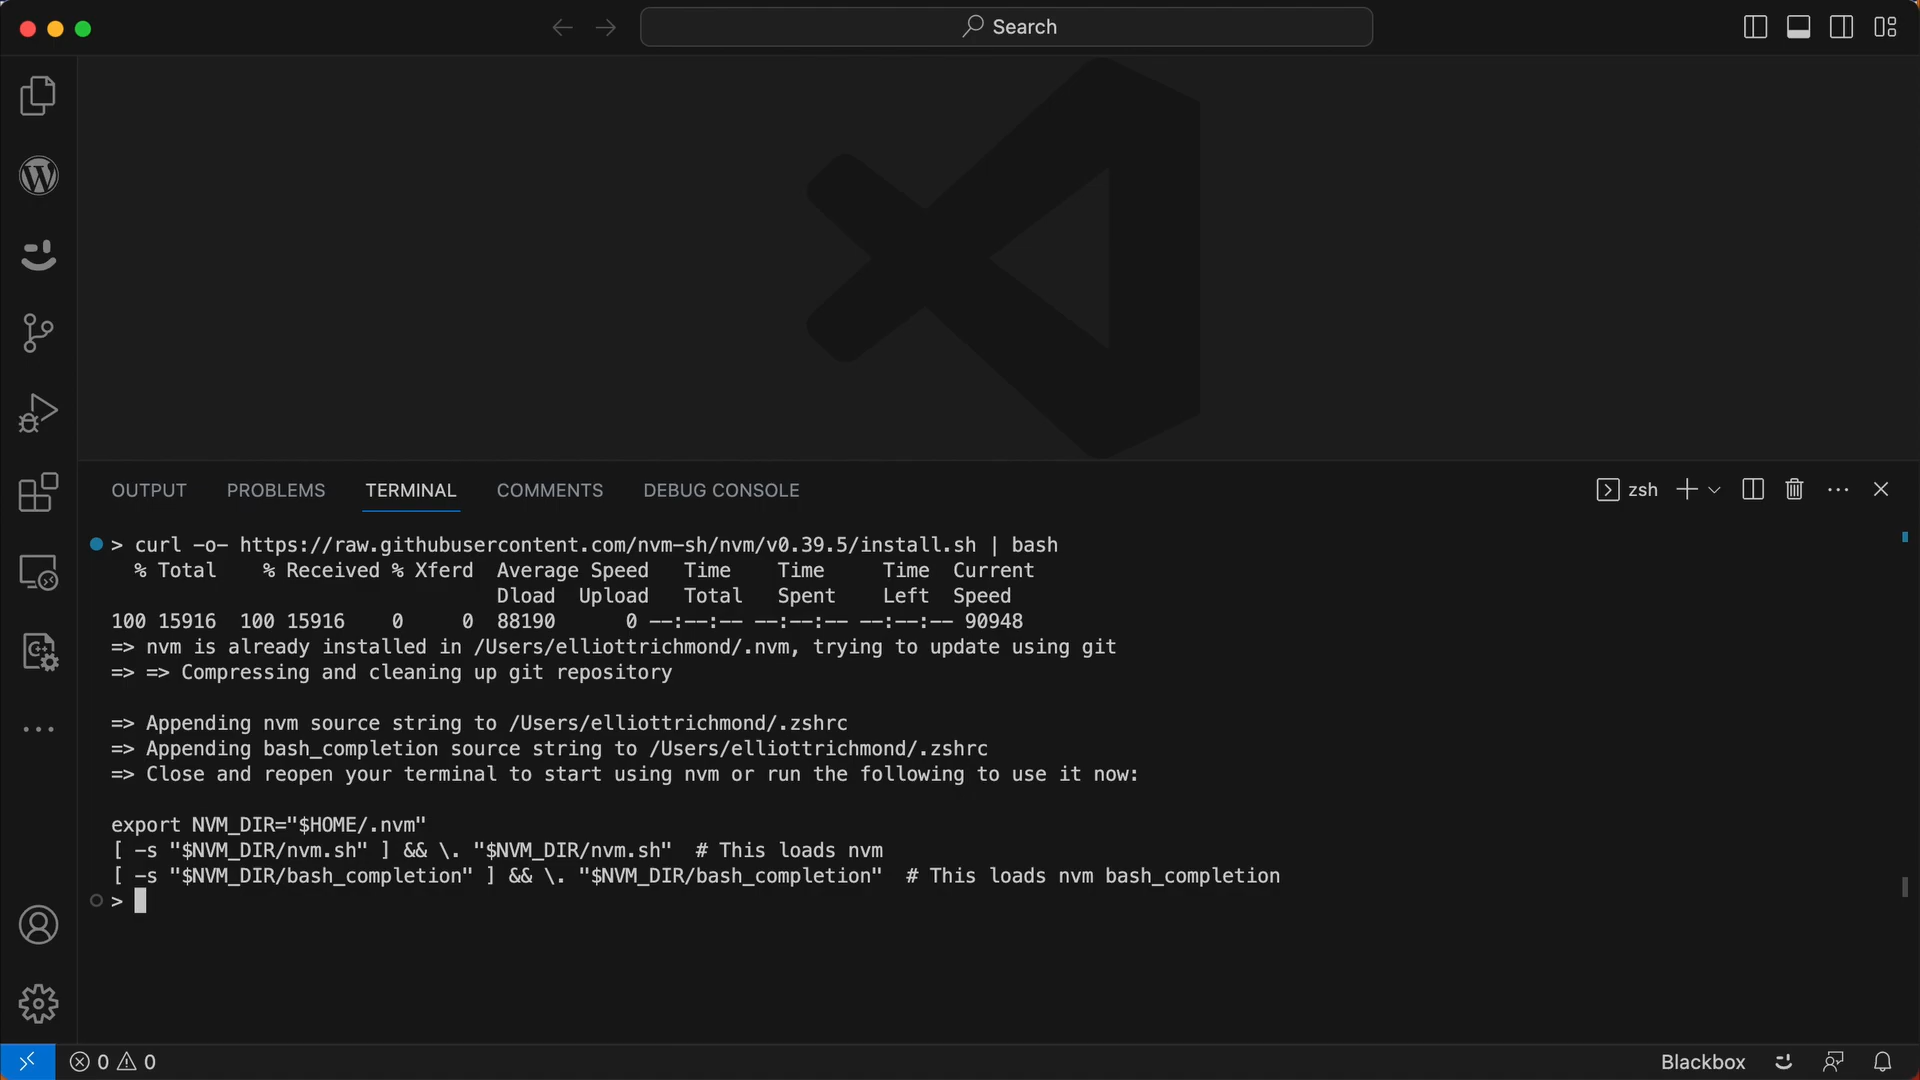 Search
OUTPUT PROBLEMS TERMINAL COMMENTS DEBUG CONSOLE zsh
> curl -o- https://raw.githubusercontent.com/nvm-sh/nvm/v0.39.5/install.sh | bash
  % Total    % Received % Xferd  Average Speed   Time    Time     Time  Current
                                 Dload  Upload   Total   Spent    Left  Speed
100 15916  100 15916    0     0  88190      0 --:--:-- --:--:-- --:--:-- 90948
=> nvm is already installed in /Users/elliottrichmond/.nvm, trying to update using git
=> => Compressing and cleaning up git repository
=> Appending nvm source string to /Users/elliottrichmond/.zshrc
=> Appending bash_completion source string to /Users/elliottrichmond/.zshrc
=> Close and reopen your terminal to start using nvm or run the following to use it now:
export NVM_DIR="$HOME/.nvm"
[ -s "$NVM_DIR/nvm.sh" ] && \. "$NVM_DIR/nvm.sh"  # This loads nvm
[ -s "$NVM_DIR/bash_completion" ] && \. "$NVM_DIR/bash_completion"  # This loads nvm bash_completion
>
0 0 Blackbox